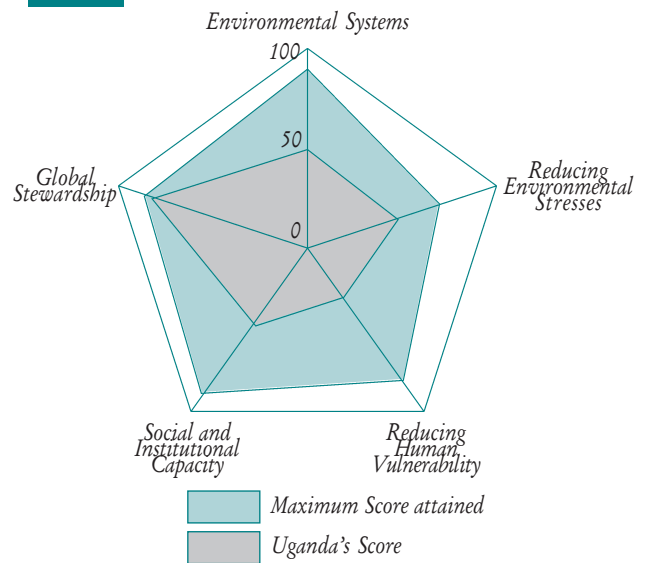 Environmental Systems
100
50
0
Global
Stewardship
Reducing
Environmental
Stresses
Social and
Institutional
Capacity
Reducing
Human
Vulnerability
Maximum Score attained
Uganda's Score